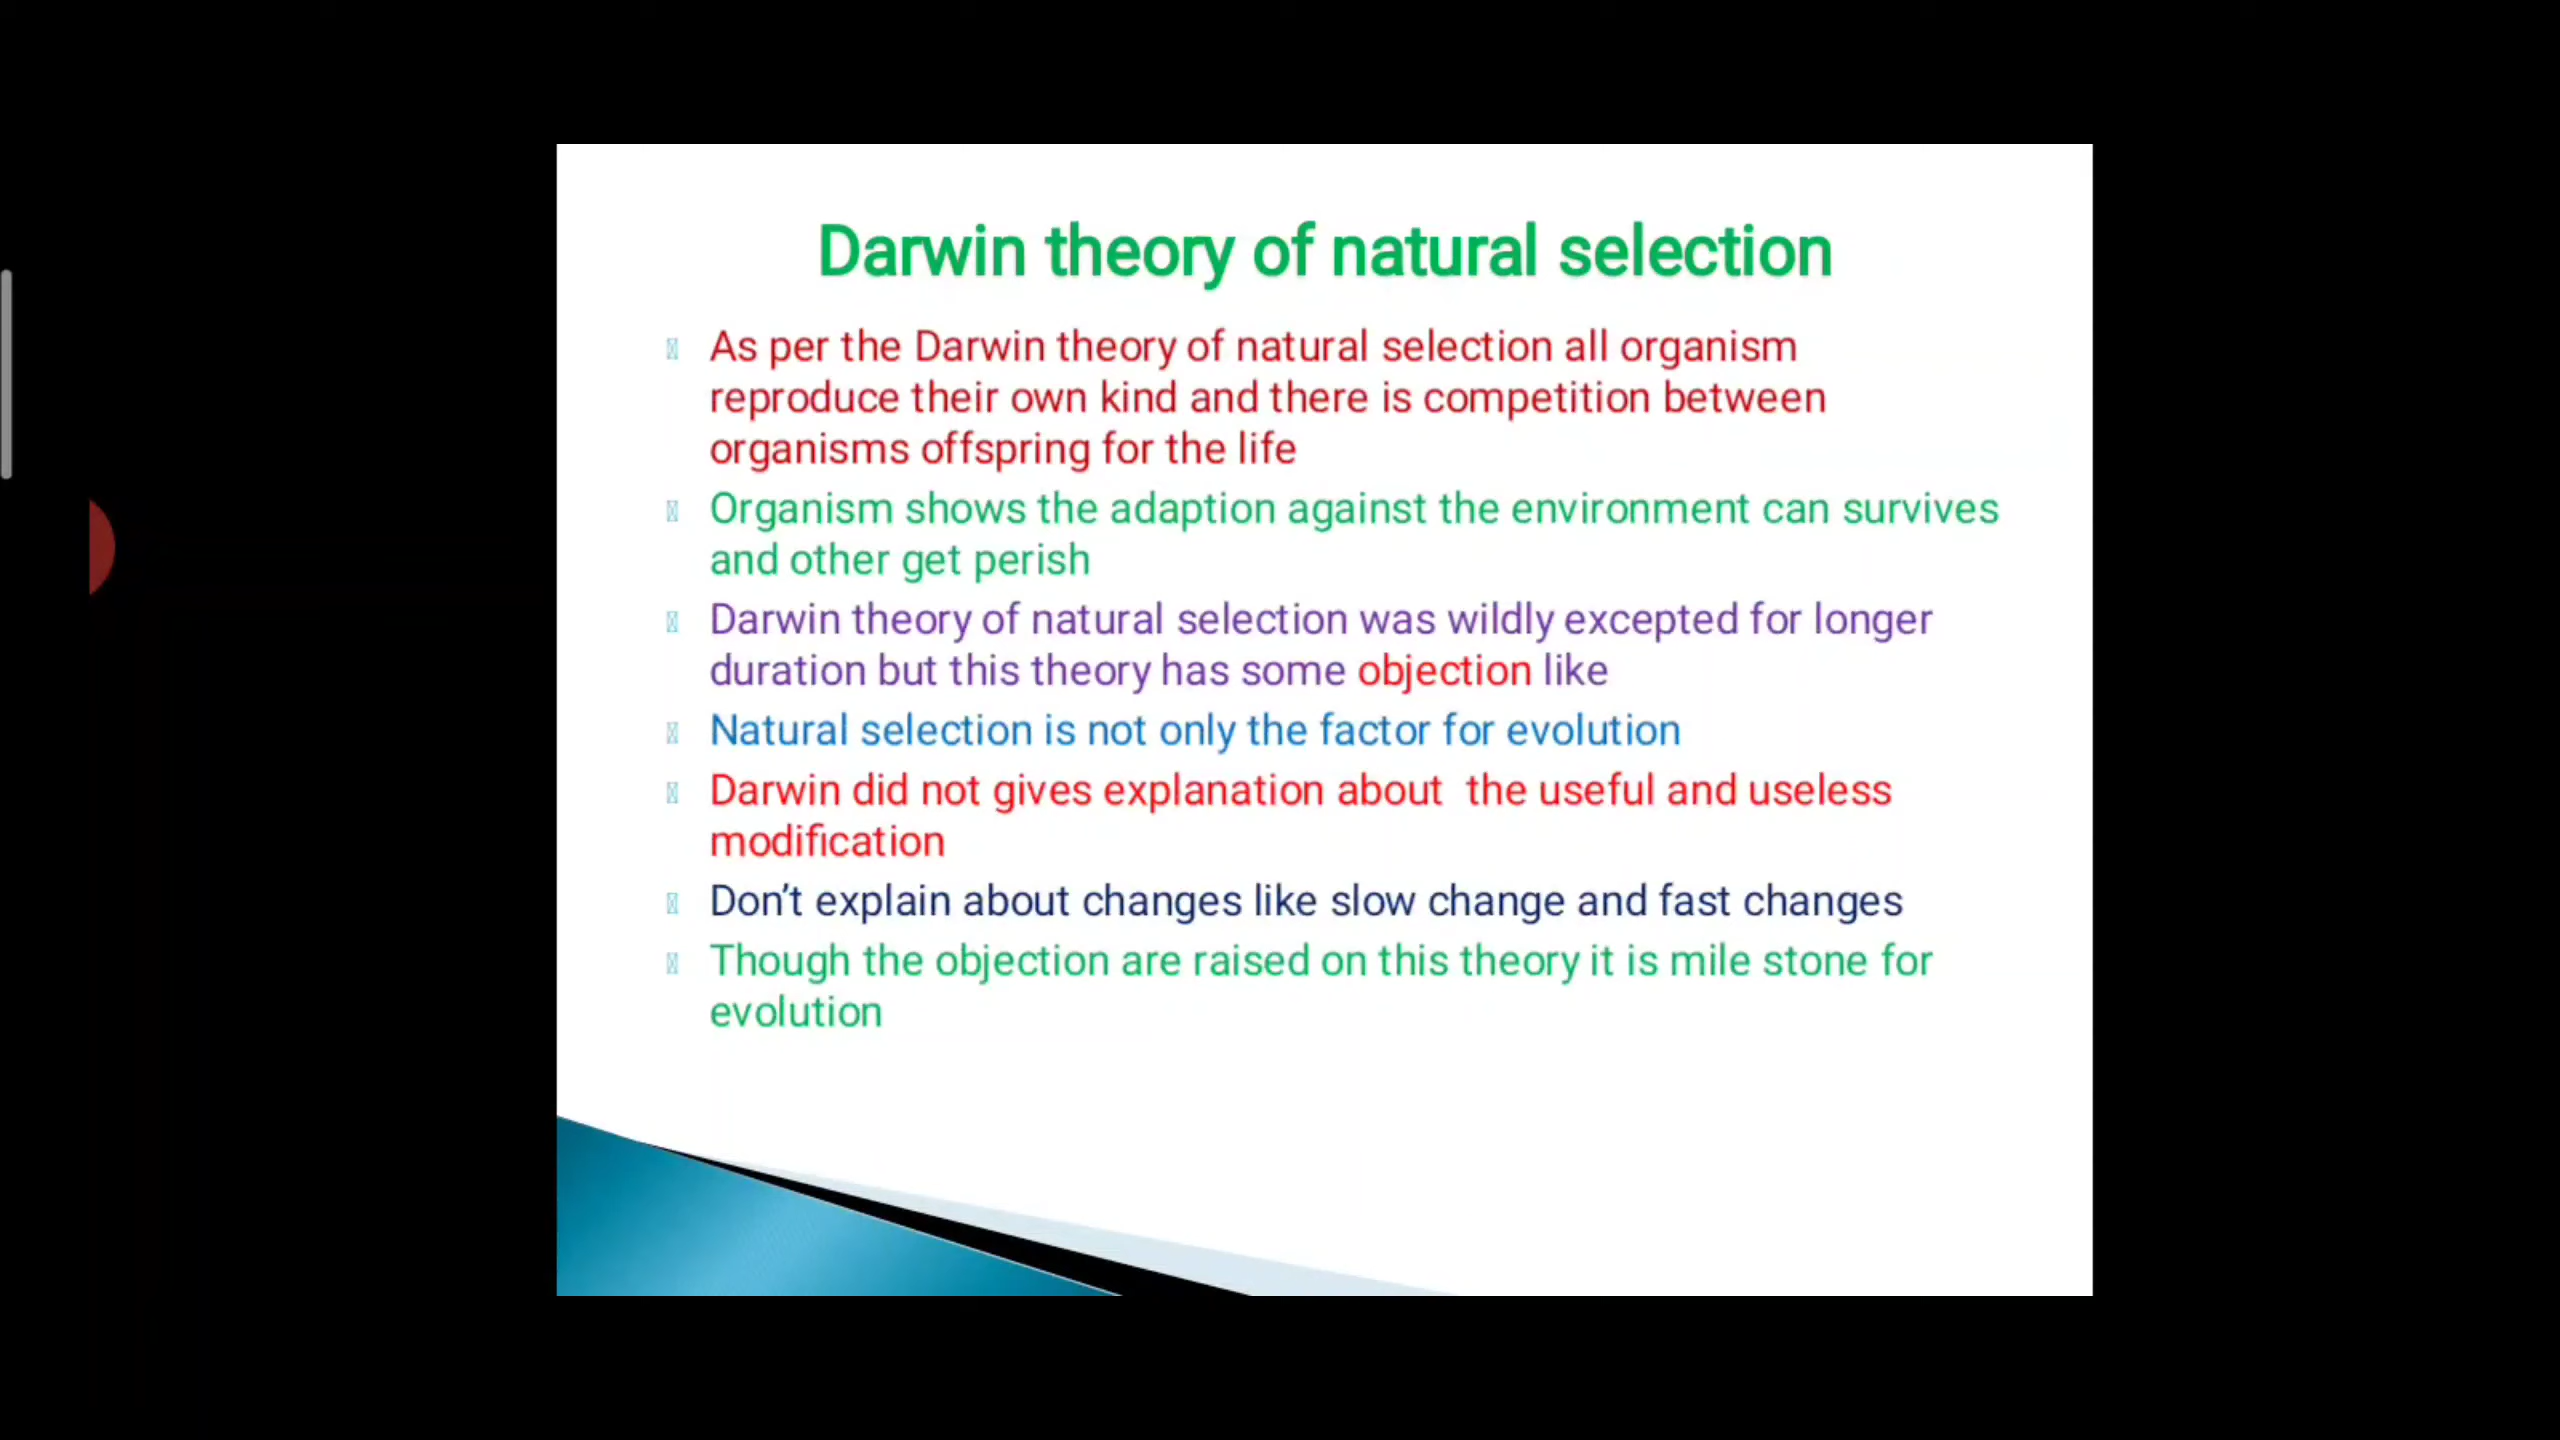 Darwin theory of natural selection
As per the Darwin theory of natural selection all organism
reproduce their own kind and there is competition between
organisms offspring for the life
Organism shows the adaption against the environment can survives
and other get perish
Darwin theory of natural selection was wildly excepted for longer
duration but this theory has some objection like
Natural selection is not only the factor for evolution
Darwin did not gives explanation about  the useful and useless
modification
Don’t explain about changes like slow change and fast changes
Though the objection are raised on this theory it is mile stone for
evolution